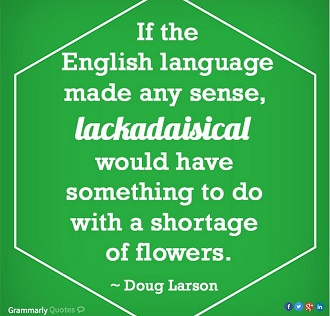 If the
English language
made any sense,
lackadaisical
would have
something to do
with a shortage
of flowers.
~ Doug Larson
Grammarly Quotes